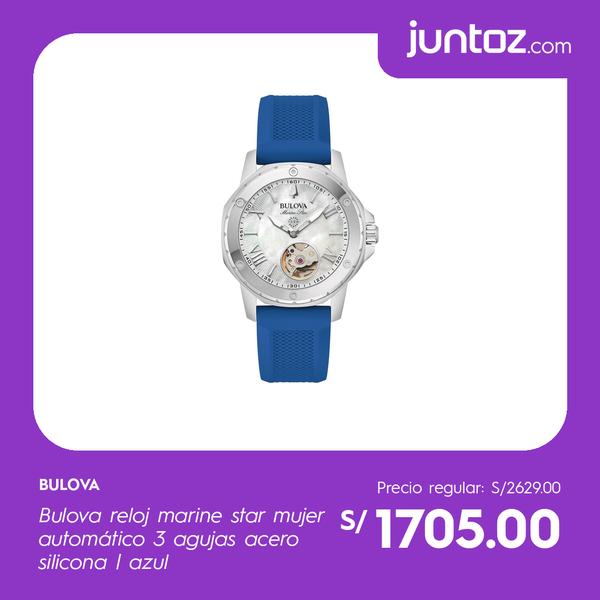 juntoz.com
BULOVA
Marine Star
BULOVA
Bulova reloj marine star mujer
automático 3 agujas acero
silicona | azul
Precio regular: S/2629.00
S/ 1705.00